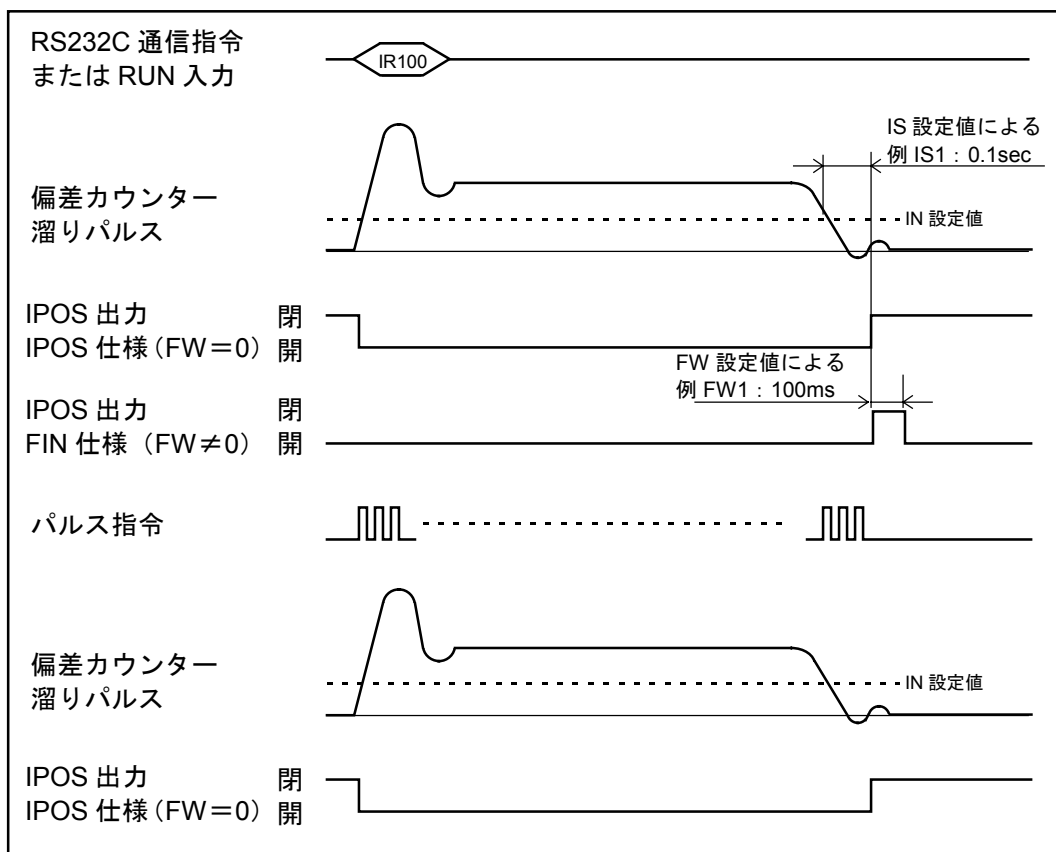 RS232C 通信指令
または RUN 入力
IR100
IS 設定値による
例 IS1：0.1sec
偏差カウンター
溜りパルス
IN 設定値
IPOS 出力 閉
IPOS 仕様（FW＝0） 開
FW 設定値による
例 FW1：100ms
IPOS 出力 閉
FIN 仕様（FW≠0） 開
パルス指令
偏差カウンター
溜りパルス
IN 設定値
IPOS 出力 閉
IPOS 仕様（FW＝0） 開